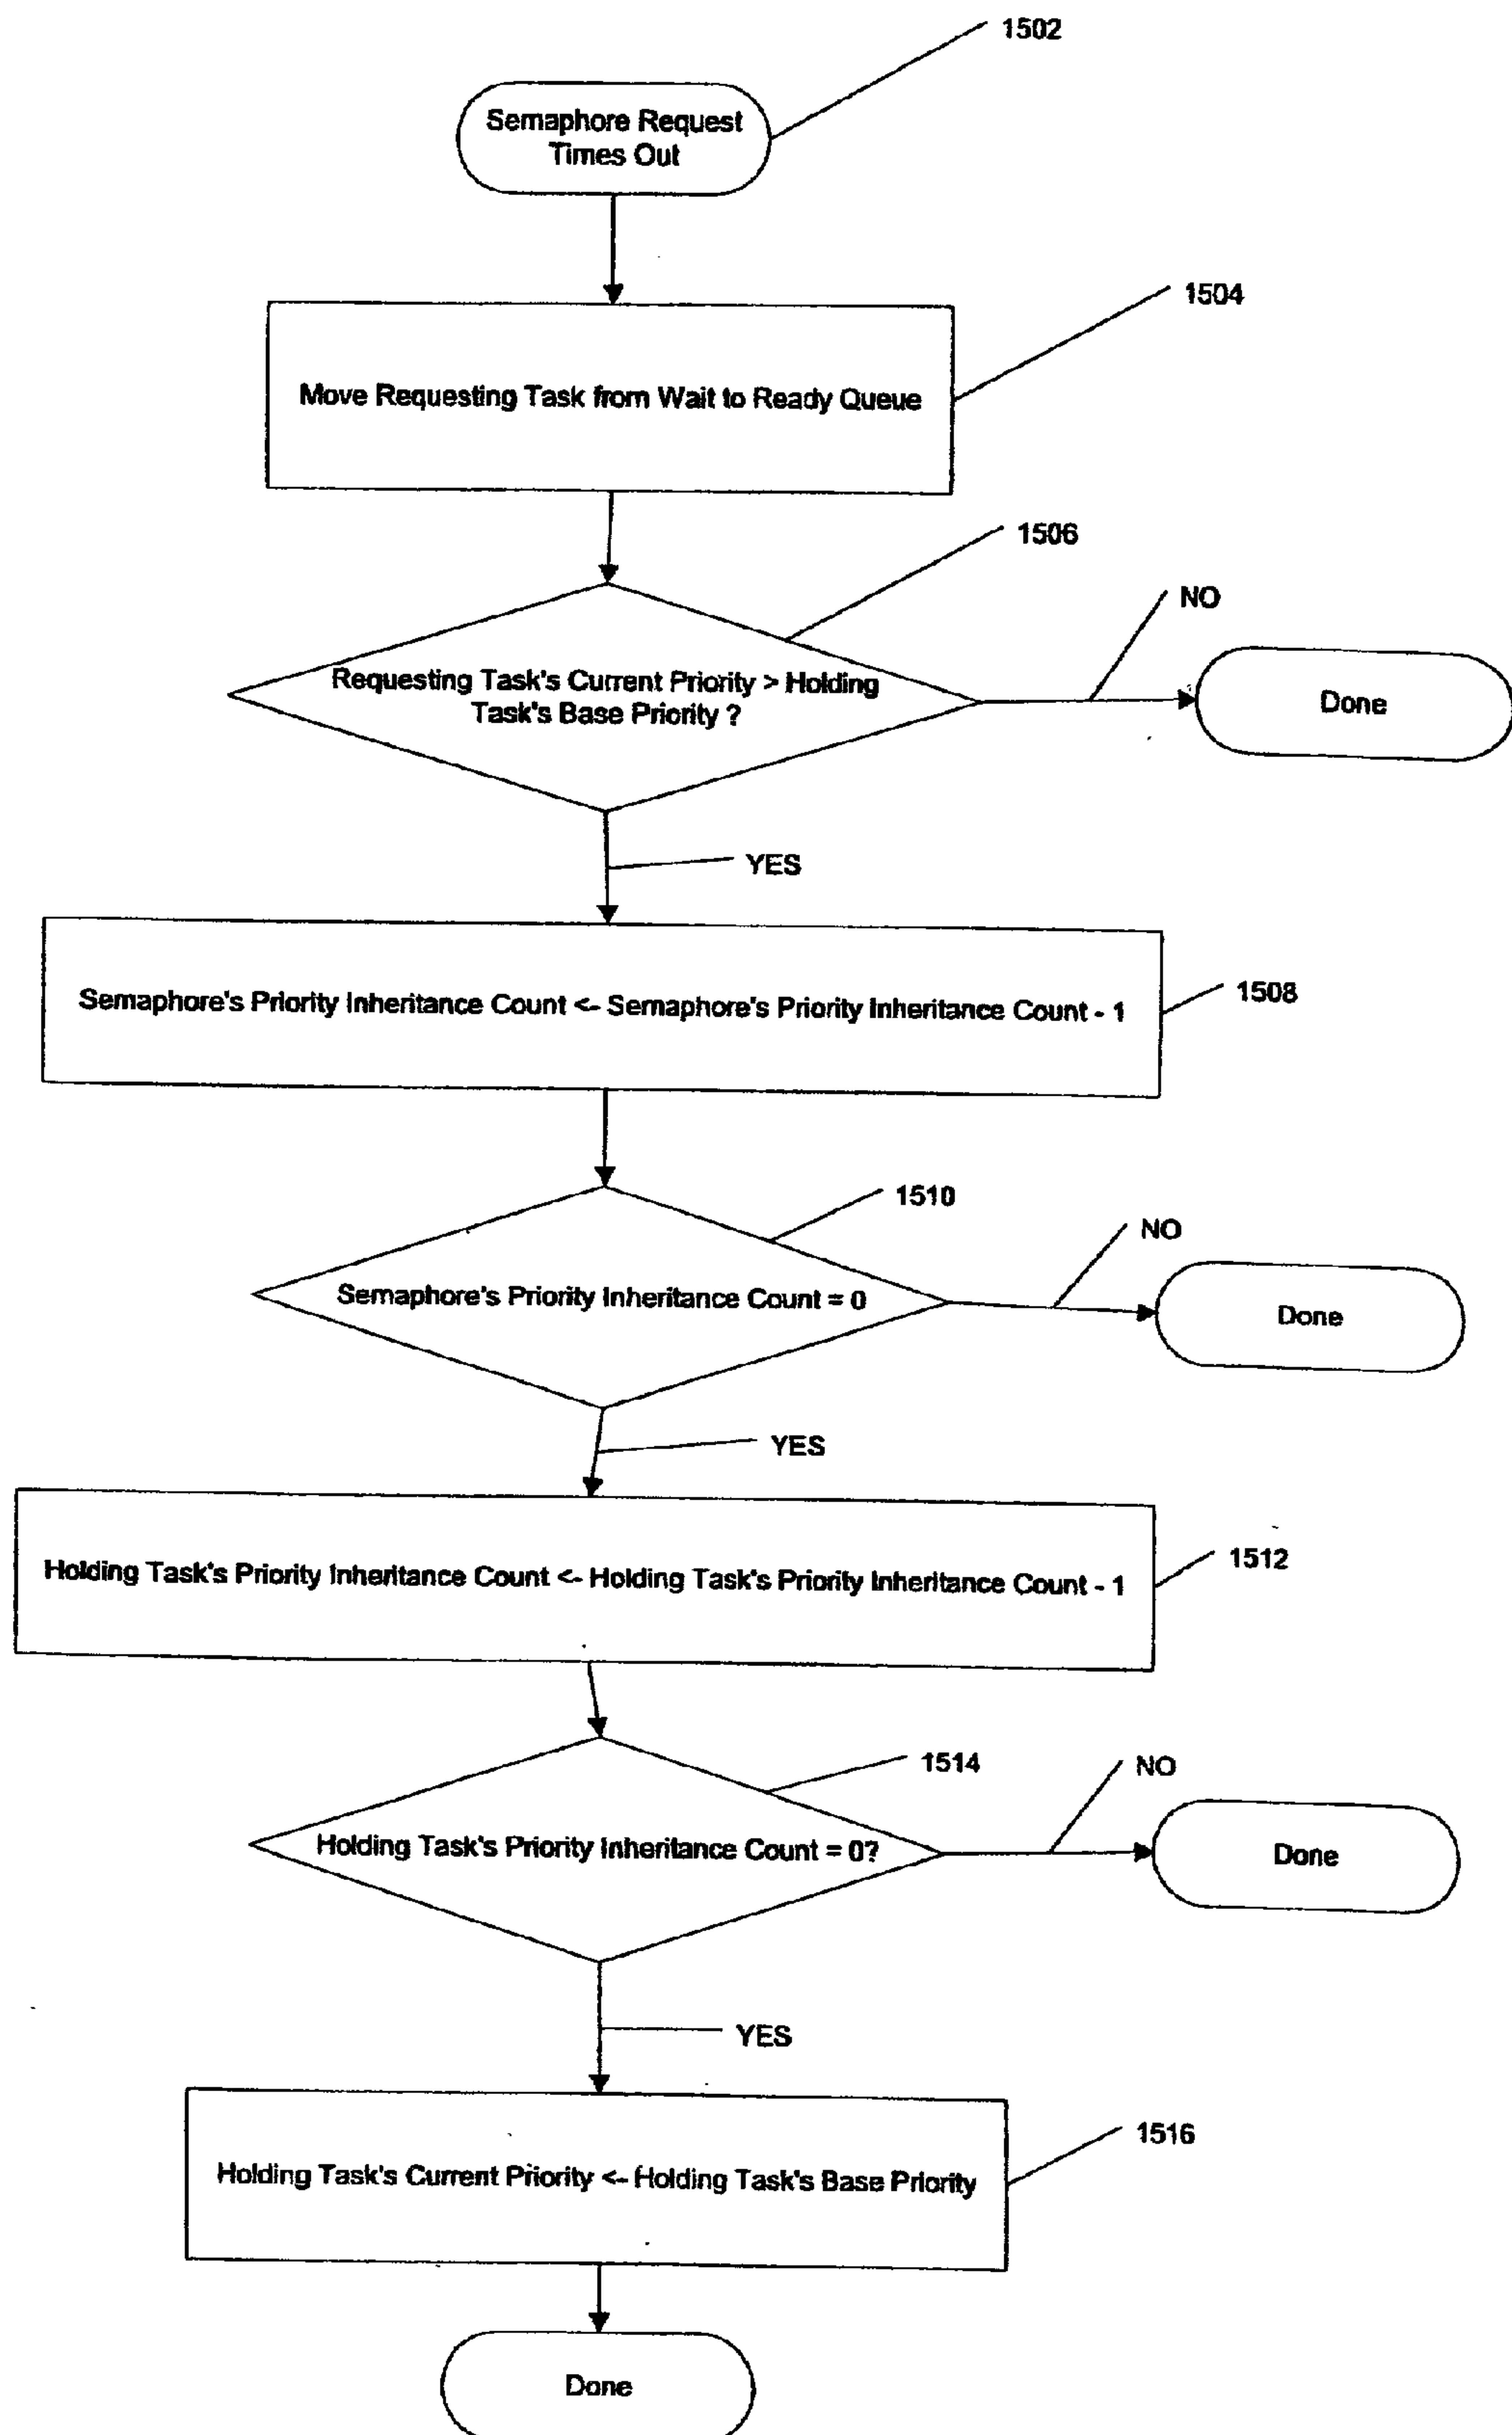 1502
Semaphore Request
Times Out
1504
Move Requesting Task from Wait to Ready Queue
1506
NO
Requesting Task's Current Priority > Holding
Task's Base Priority ?
Done
YES
1508
Semaphore's Priority Inheritance Count <- Semaphore's Priority Inheritance Count - 1
1510
NO
Semaphore's Priority Inheritance Count = 0
Done
YES
1512
Holding Task's Priority Inheritance Count <- Holding Task's Priority Inheritance Count - 1
1514
NO
Holding Task's Priority Inheritance Count = 0?
Done
YES
1516
Holding Task's Current Priority <- Holding Task's Base Priority
Done